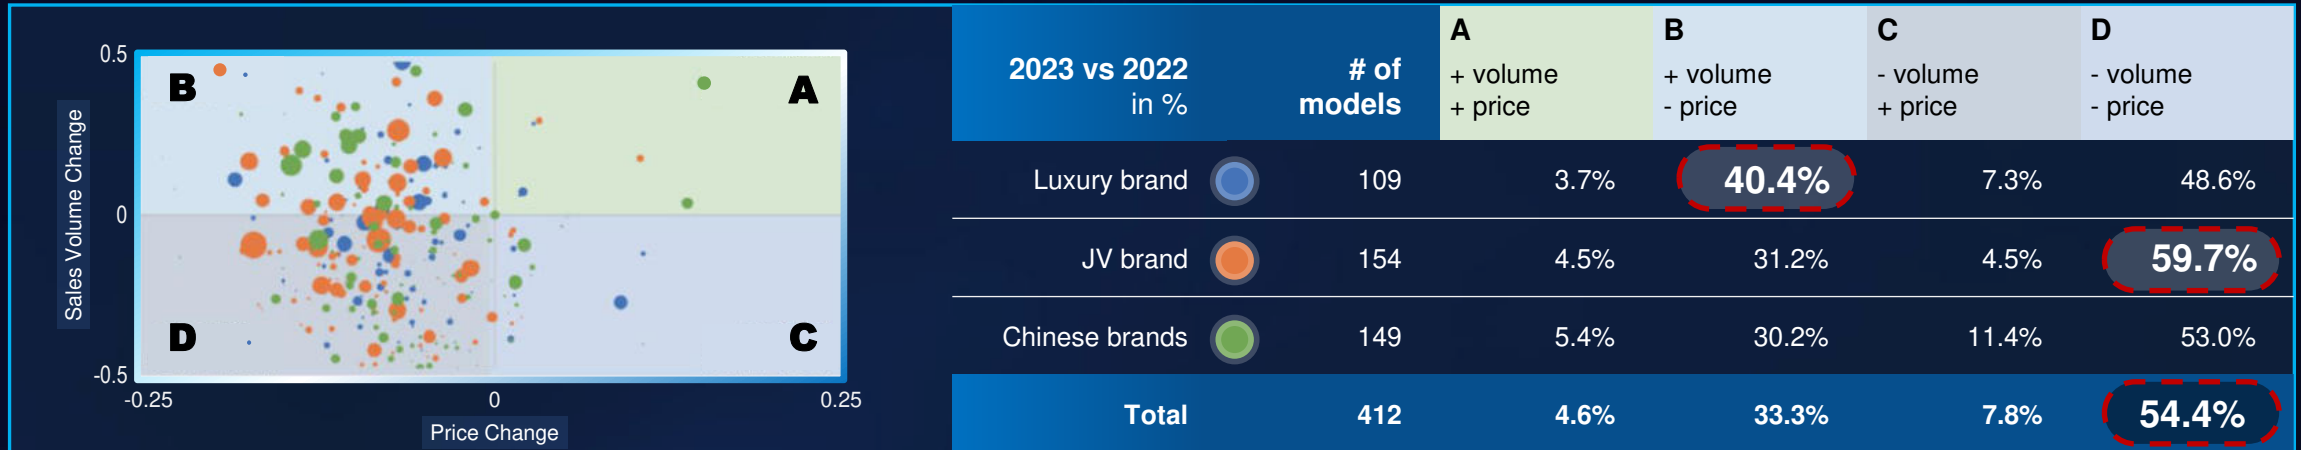 0.5
0
-0.5
-0.25
0
0.25
Sales Volume Change
Price Change
B
A
D
C
2023 vs 2022
in %
# of
models
A
+ volume
+ price
B
+ volume
- price
C
- volume
+ price
D
- volume
- price
Luxury brand 109 3.7% 40.4% 7.3% 48.6%
JV brand 154 4.5% 31.2% 4.5% 59.7%
Chinese brands 149 5.4% 30.2% 11.4% 53.0%
Total 412 4.6% 33.3% 7.8% 54.4%